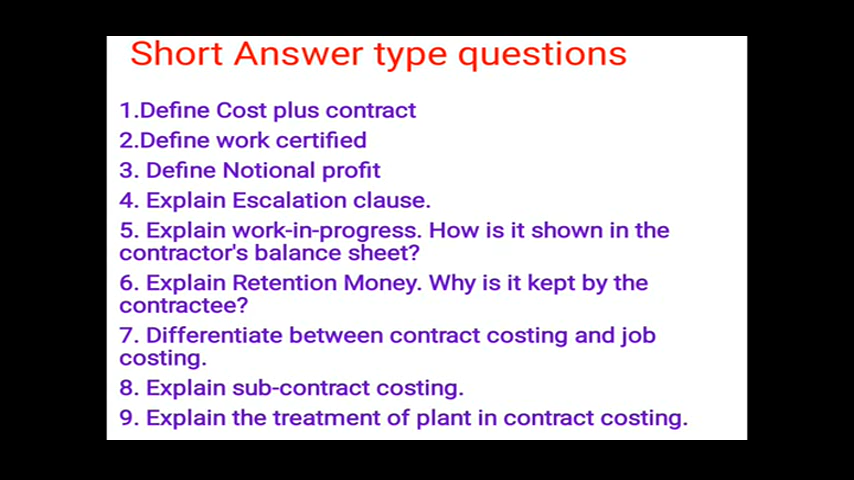 Short Answer type questions
1.Define Cost plus contract
2.Define work certified
3. Define Notional profit
4. Explain Escalation clause.
5. Explain work-in-progress. How is it shown in the
contractor's balance sheet?
6. Explain Retention Money. Why is it kept by the
contractee?
7. Differentiate between contract costing and job
costing.
8. Explain sub-contract costing.
9. Explain the treatment of plant in contract costing.